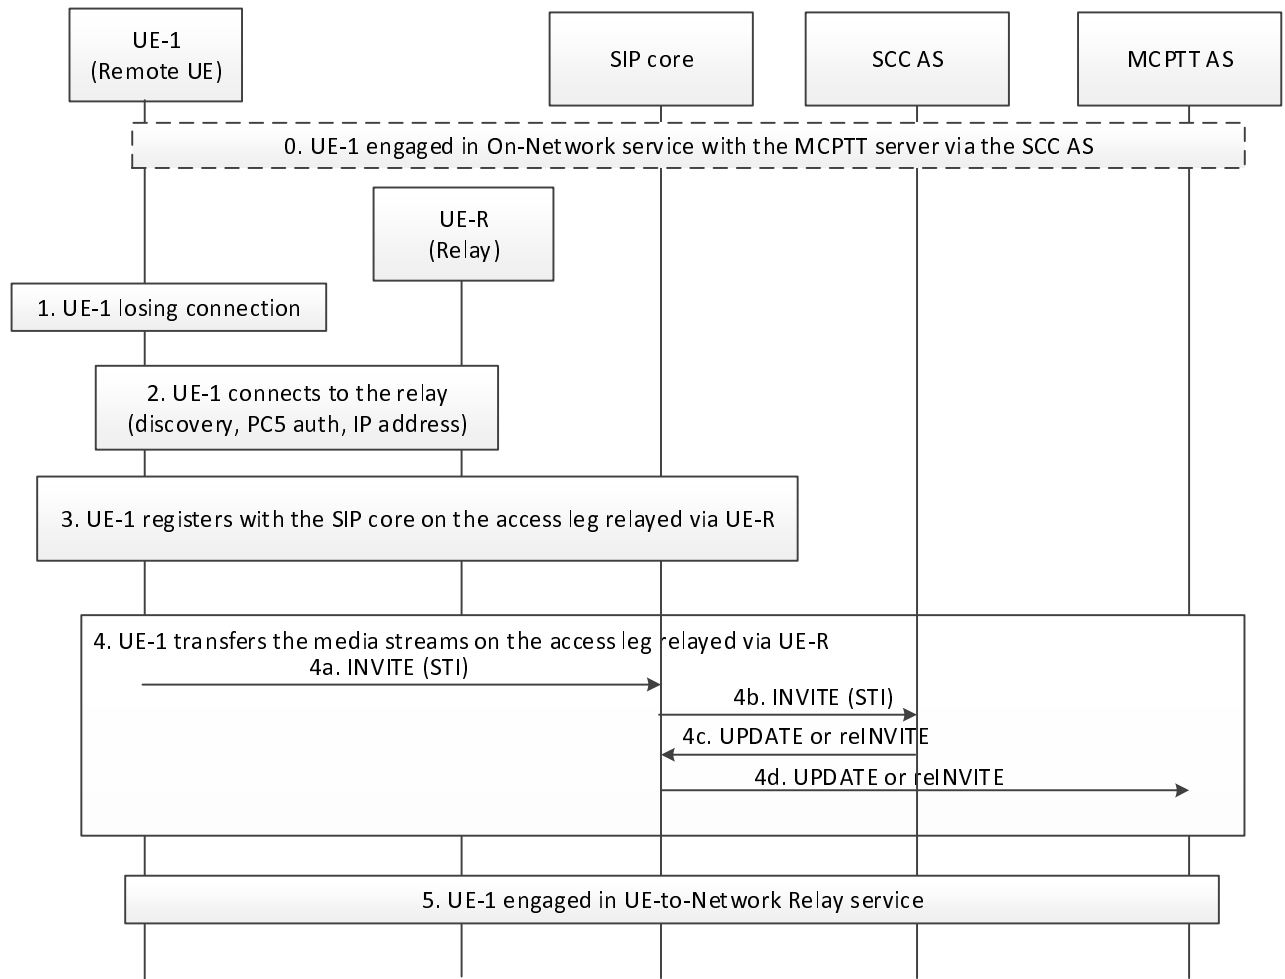 UE-1
(Remote UE)
SIP core
SCC AS
MCPTT AS
0. UE-1 engaged in On-Network service with the MCPTT server via the SCC AS
UE-R
(Relay)
1. UE-1 losing connection
2. UE-1 connects to the relay
(discovery, PC5 auth, IP address)
3. UE-1 registers with the SIP core on the access leg relayed via UE-R
4. UE-1 transfers the media streams on the access leg relayed via UE-R
4a. INVITE (STI)
4b. INVITE (STI)
4c. UPDATE or reINVITE
4d. UPDATE or reINVITE
5. UE-1 engaged in UE-to-Network Relay service